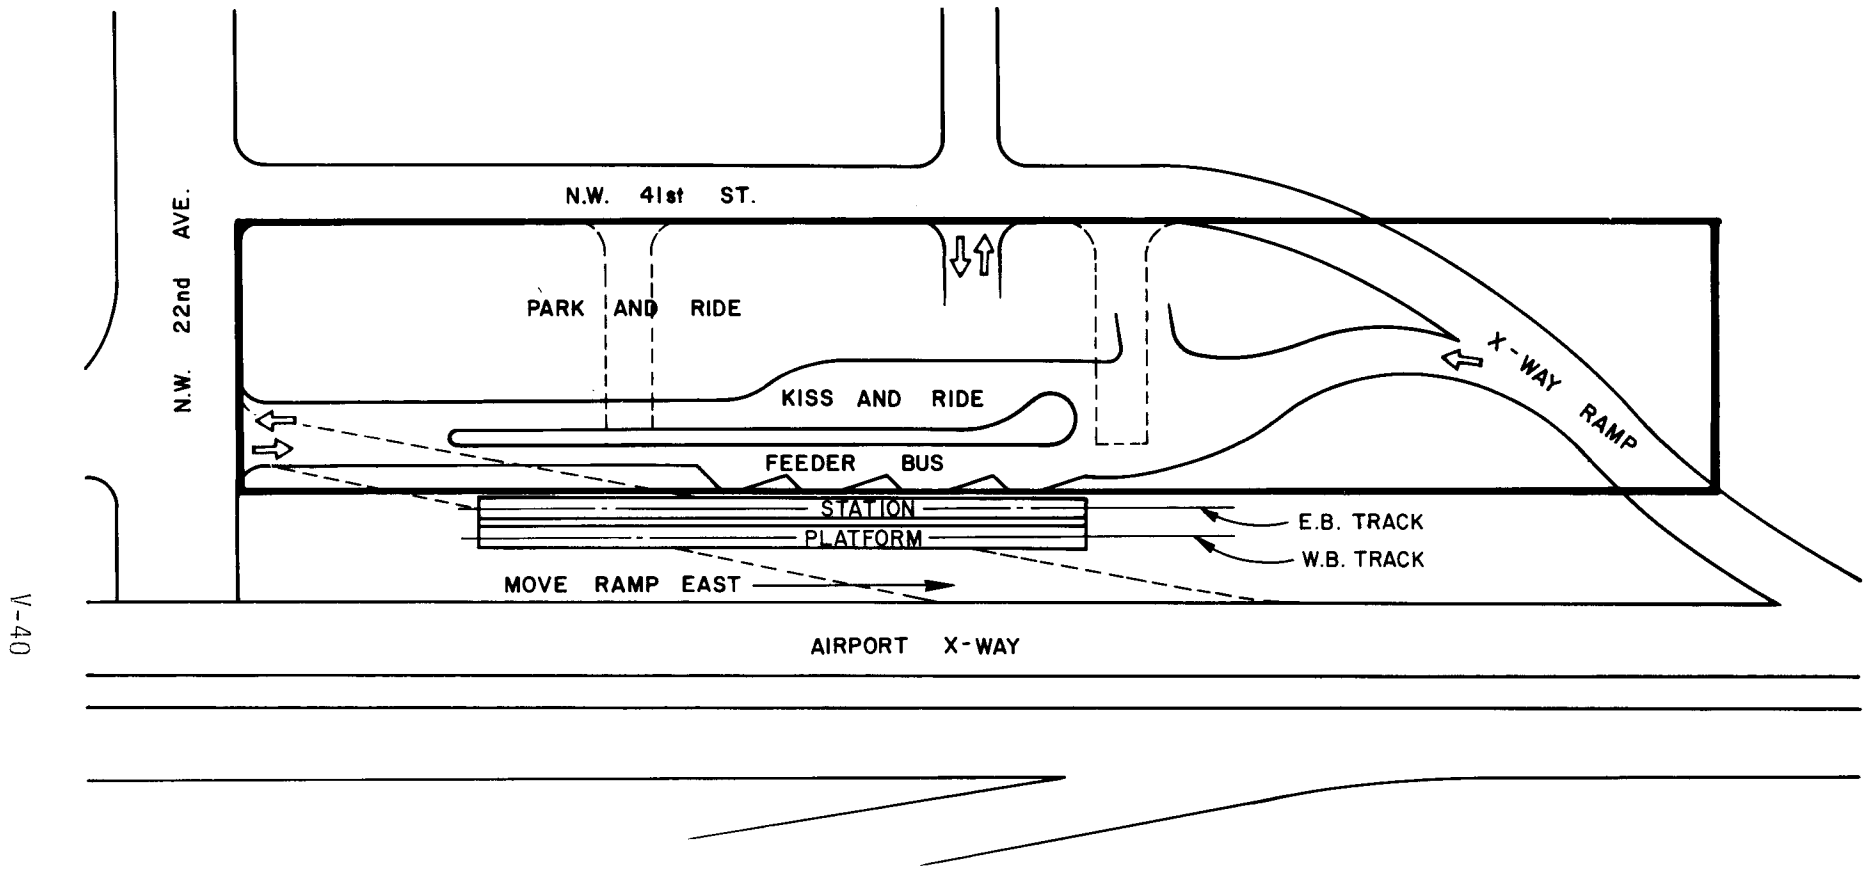 N.W. 41st ST.
N.W. 22nd AVE.
PARK AND RIDE
X-WAY RAMP
KISS AND RIDE
FEEDER BUS
STATION
E.B. TRACK
PLATFORM
W.B. TRACK
MOVE RAMP EAST
V-40
AIRPORT X-WAY